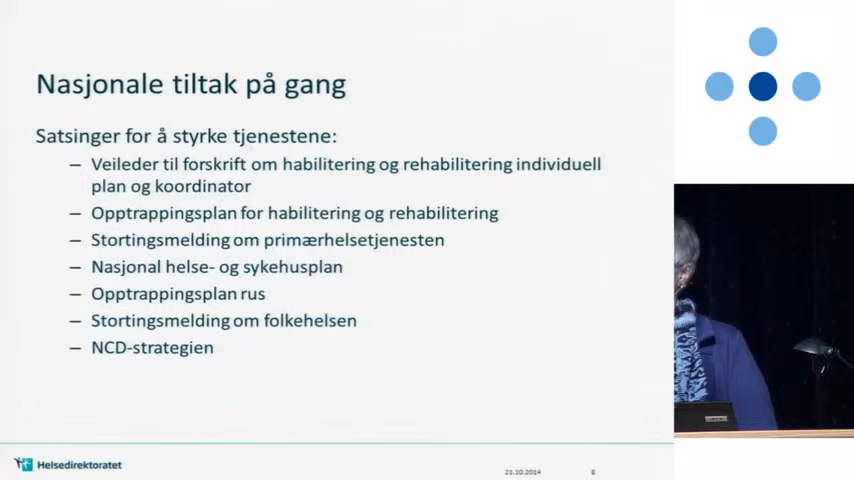 Nasjonale tiltak på gang
Satsinger for å styrke tjenestene:
– Veileder til forskrift om habilitering og rehabilitering individuell
plan og koordinator
– Opptrappingsplan for habilitering og rehabilitering
– Stortingsmelding om primærhelsetjenesten
– Nasjonal helse- og sykehusplan
– Opptrappingsplan rus
– Stortingsmelding om folkehelsen
– NCD-strategien
Helsedirektoratet
21.10.2014
8